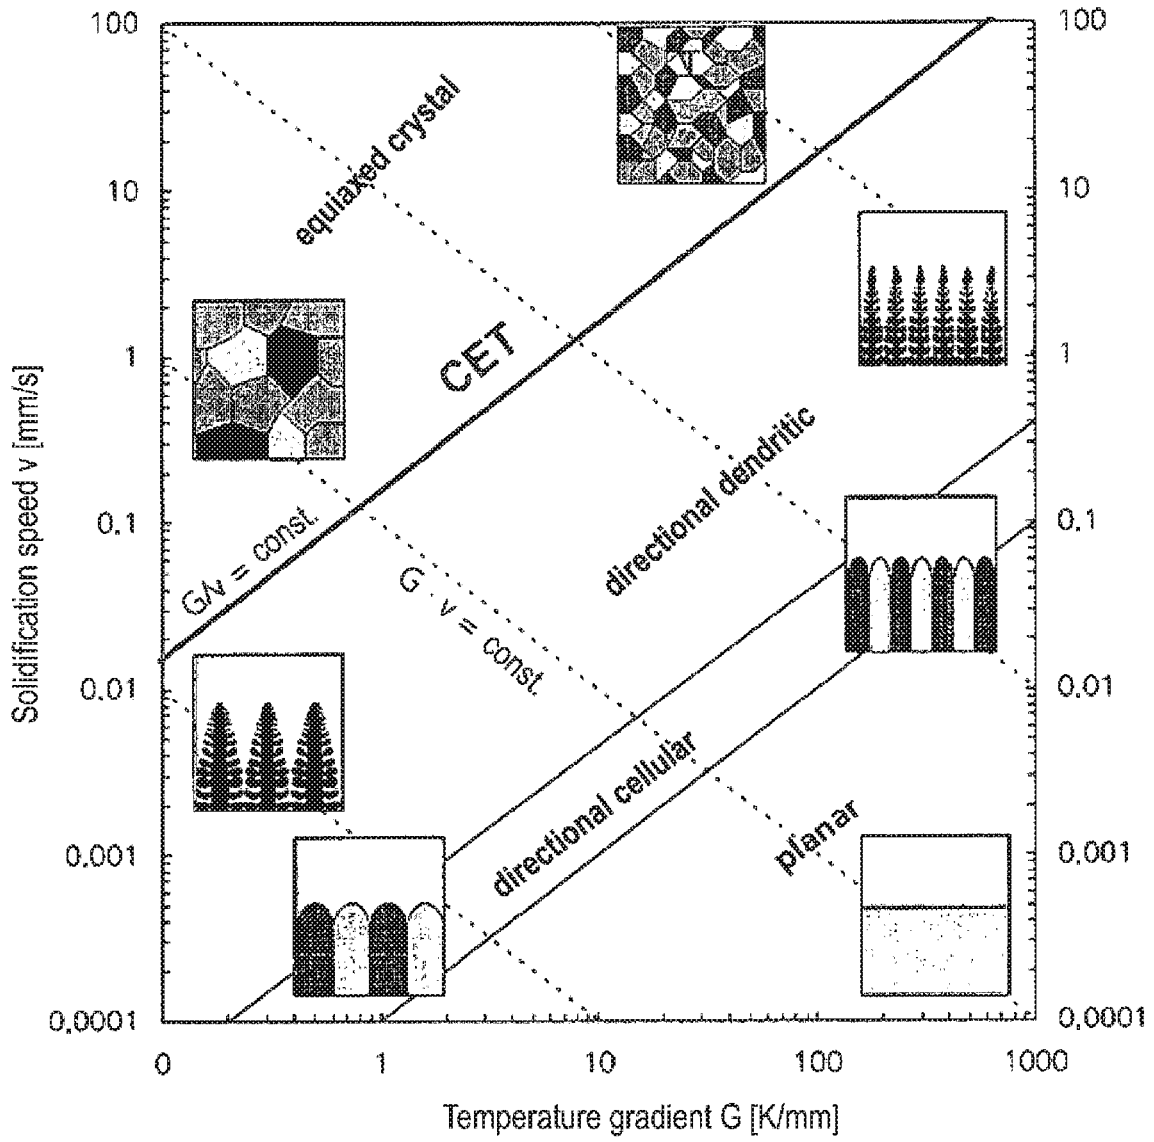 100
10
1
0.1
0.01
0,001
0,0001
Solidification speed v [mm/s]
equiaxed crystal
CET
G/v = const.
G · v = const.
directional dendritic
directional cellular
planar
100
10
1
0.1
0.01
0,001
0,0001
0
1
10
100
1000
Temperature gradient G [K/mm]